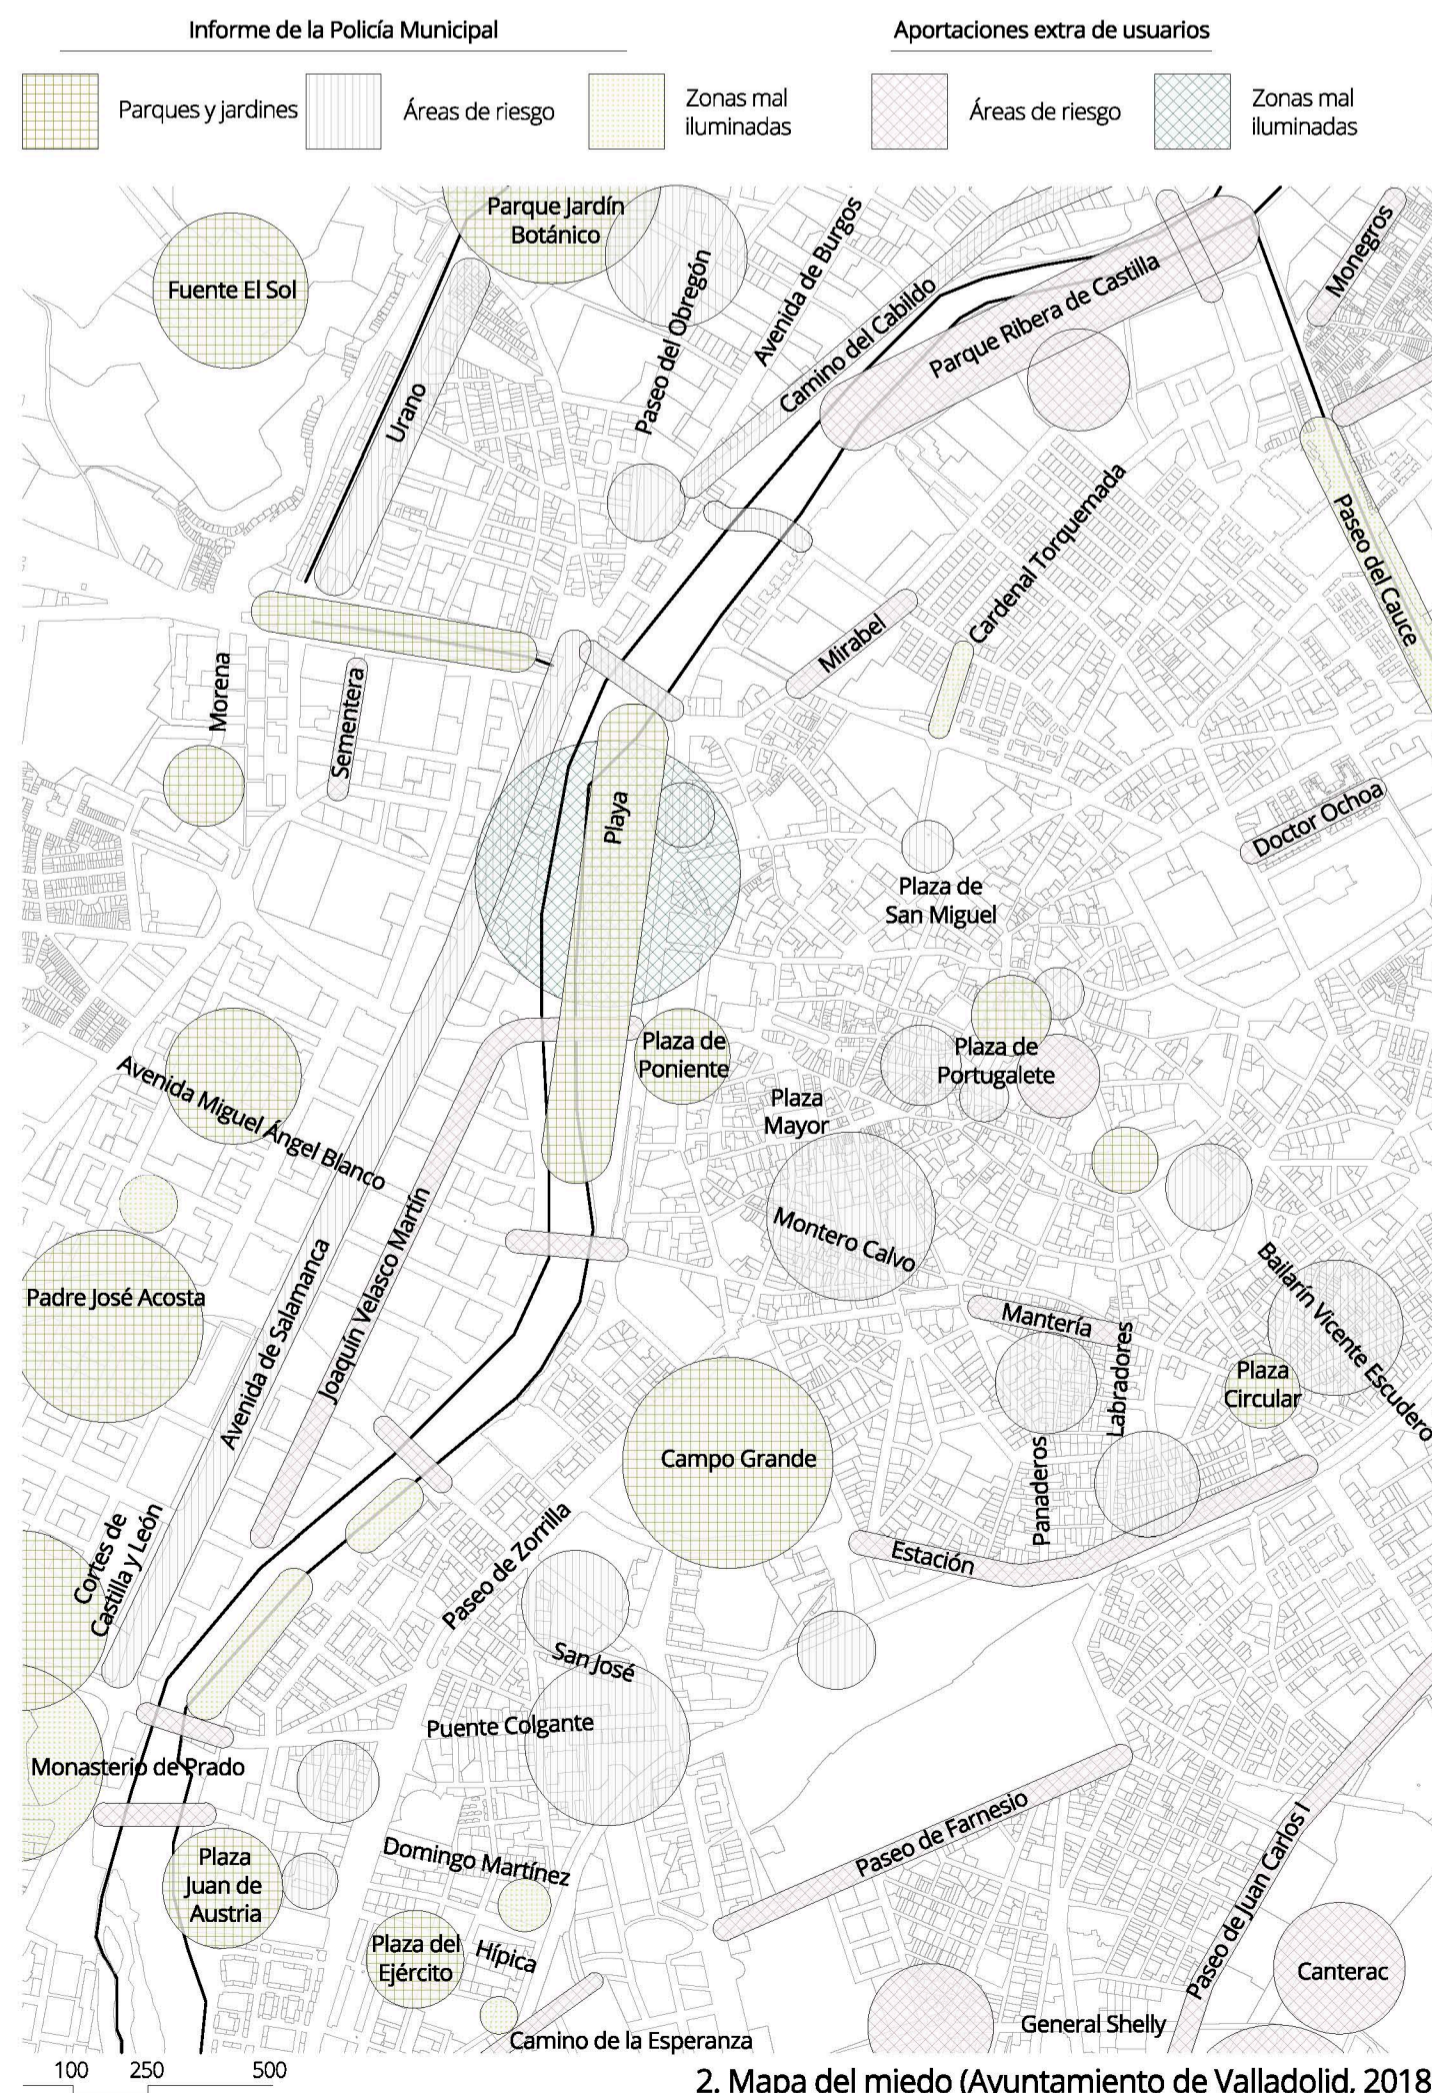 Informe de la Policía Municipal
Aportaciones extra de usuarios
Parques y jardines
Áreas de riesgo
Zonas mal
iluminadas
Áreas de riesgo
Zonas mal
iluminadas
Parque Jardín
Botánico
Fuente El Sol
Paseo del Obregón
Avenida de Burgos
Camino del Cabildo
Parque Ribera de Castilla
Monegros
Urano
Cardenal Torquemada
Paseo del Cauce
Mirabel
Morena
Sementera
Playa
Doctor Ochoa
Plaza de
San Miguel
Plaza de
Poniente
Plaza de
Portugalete
Avenida Miguel Ángel Blanco
Plaza
Mayor
Montero Calvo
Joaquín Velasco Martín
Padre José Acosta
Avenida de Salamanca
Bailarín Vicente Escudero
Mantería
Labradores
Plaza
Circular
Campo Grande
Panaderos
Estación
Cortes de
Castilla y León
Paseo de Zorrilla
San José
Puente Colgante
Monasterio de Prado
Paseo de Farnesio
Paseo de Juan Carlos I
Domingo Martínez
Plaza
Juan de
Austria
Plaza del
Ejército
Hípica
Canterac
General Shelly
Camino de la Esperanza
100 250 500
2. Mapa del miedo (Ayuntamiento de Valladolid, 2018